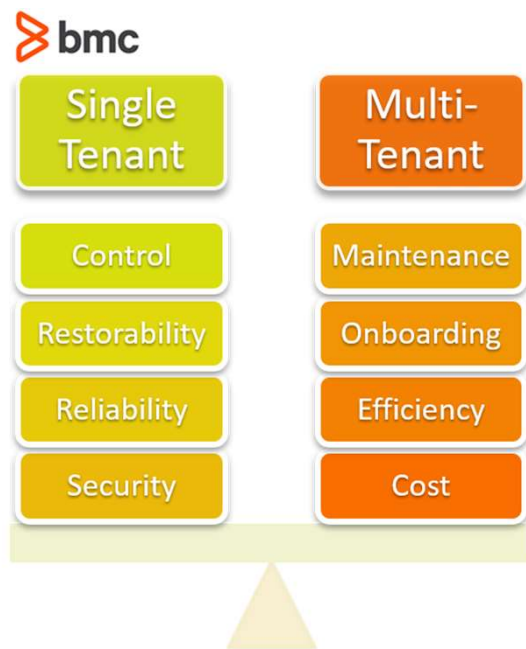 bmc
Single
Tenant
Multi-
Tenant
Control
Restorability
Reliability
Security
Maintenance
Onboarding
Efficiency
Cost